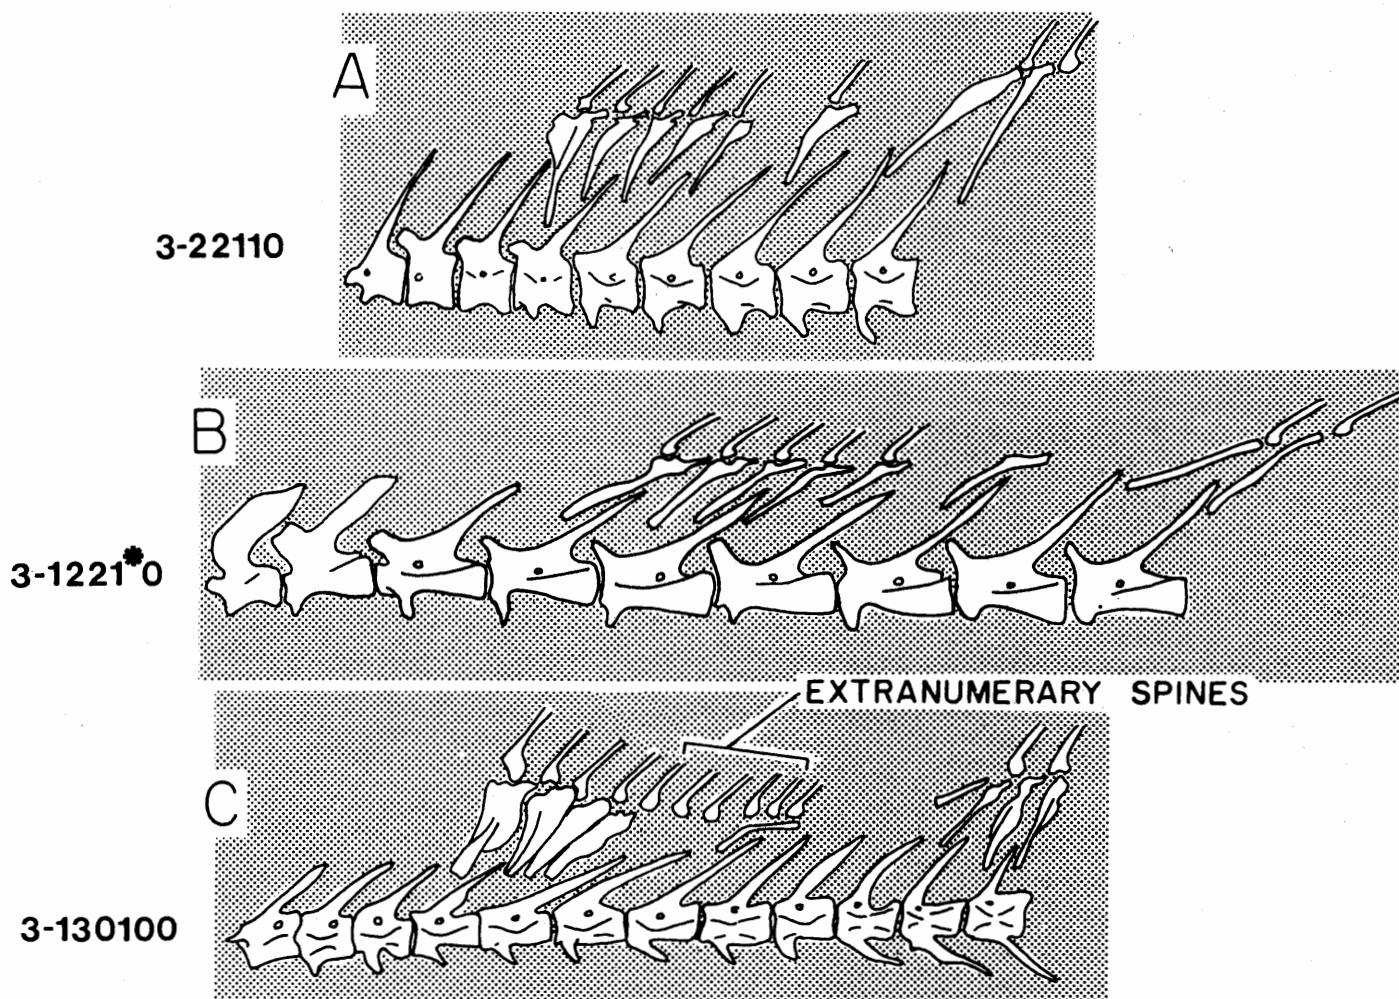 A
3-22110
B
3-1221*0
EXTRANUMERARY SPINES
C
3-130100